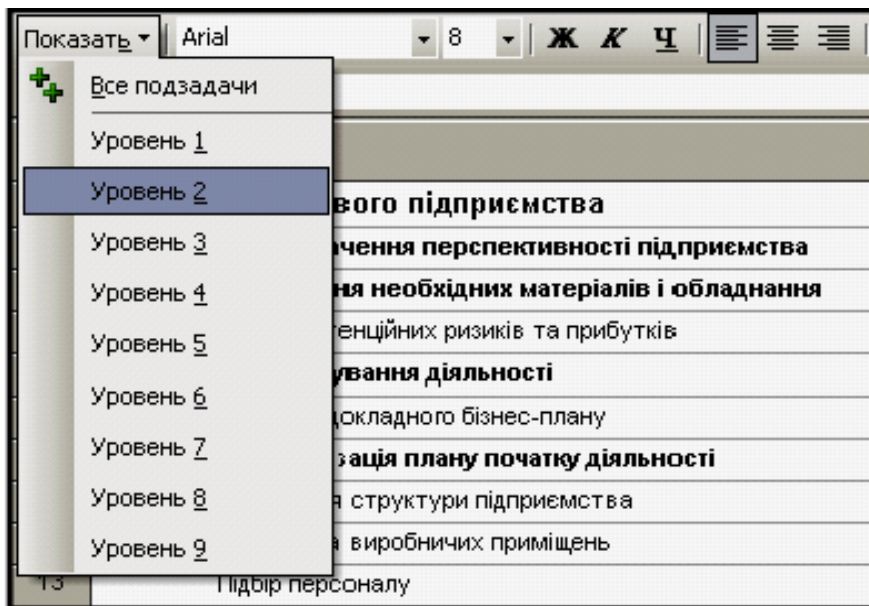 Показать Arial 8 Ж К Ч
Все подзадачи
Уровень 1
Уровень 2
вого підприємства
Уровень 3
чення перспективності підприємства
Уровень 4
ня необхідних матеріалів і обладнання
Уровень 5
енційних ризиків та прибутків
ування діяльності
Уровень 6
докладного бізнес-плану
Уровень 7
зація плану початку діяльності
Уровень 8
структури підприємства
Уровень 9
виробничих приміщень
13 Підбір персоналу